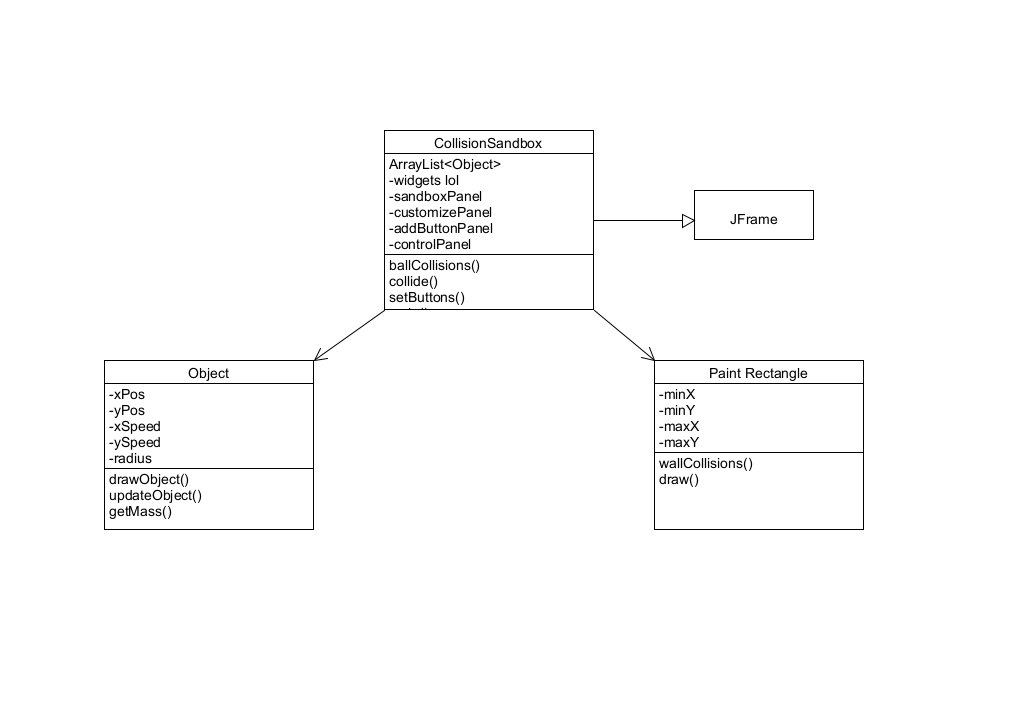 CollisionSandbox
ArrayList<Object>
-widgets lol
-sandboxPanel
-customizePanel
-addButtonPanel
-controlPanel
ballCollisions()
collide()
setButtons()
JFrame
Object
-xPos
-yPos
-xSpeed
-ySpeed
-radius
drawObject()
updateObject()
getMass()
Paint Rectangle
-minX
-minY
-maxX
-maxY
wallCollisions()
draw()